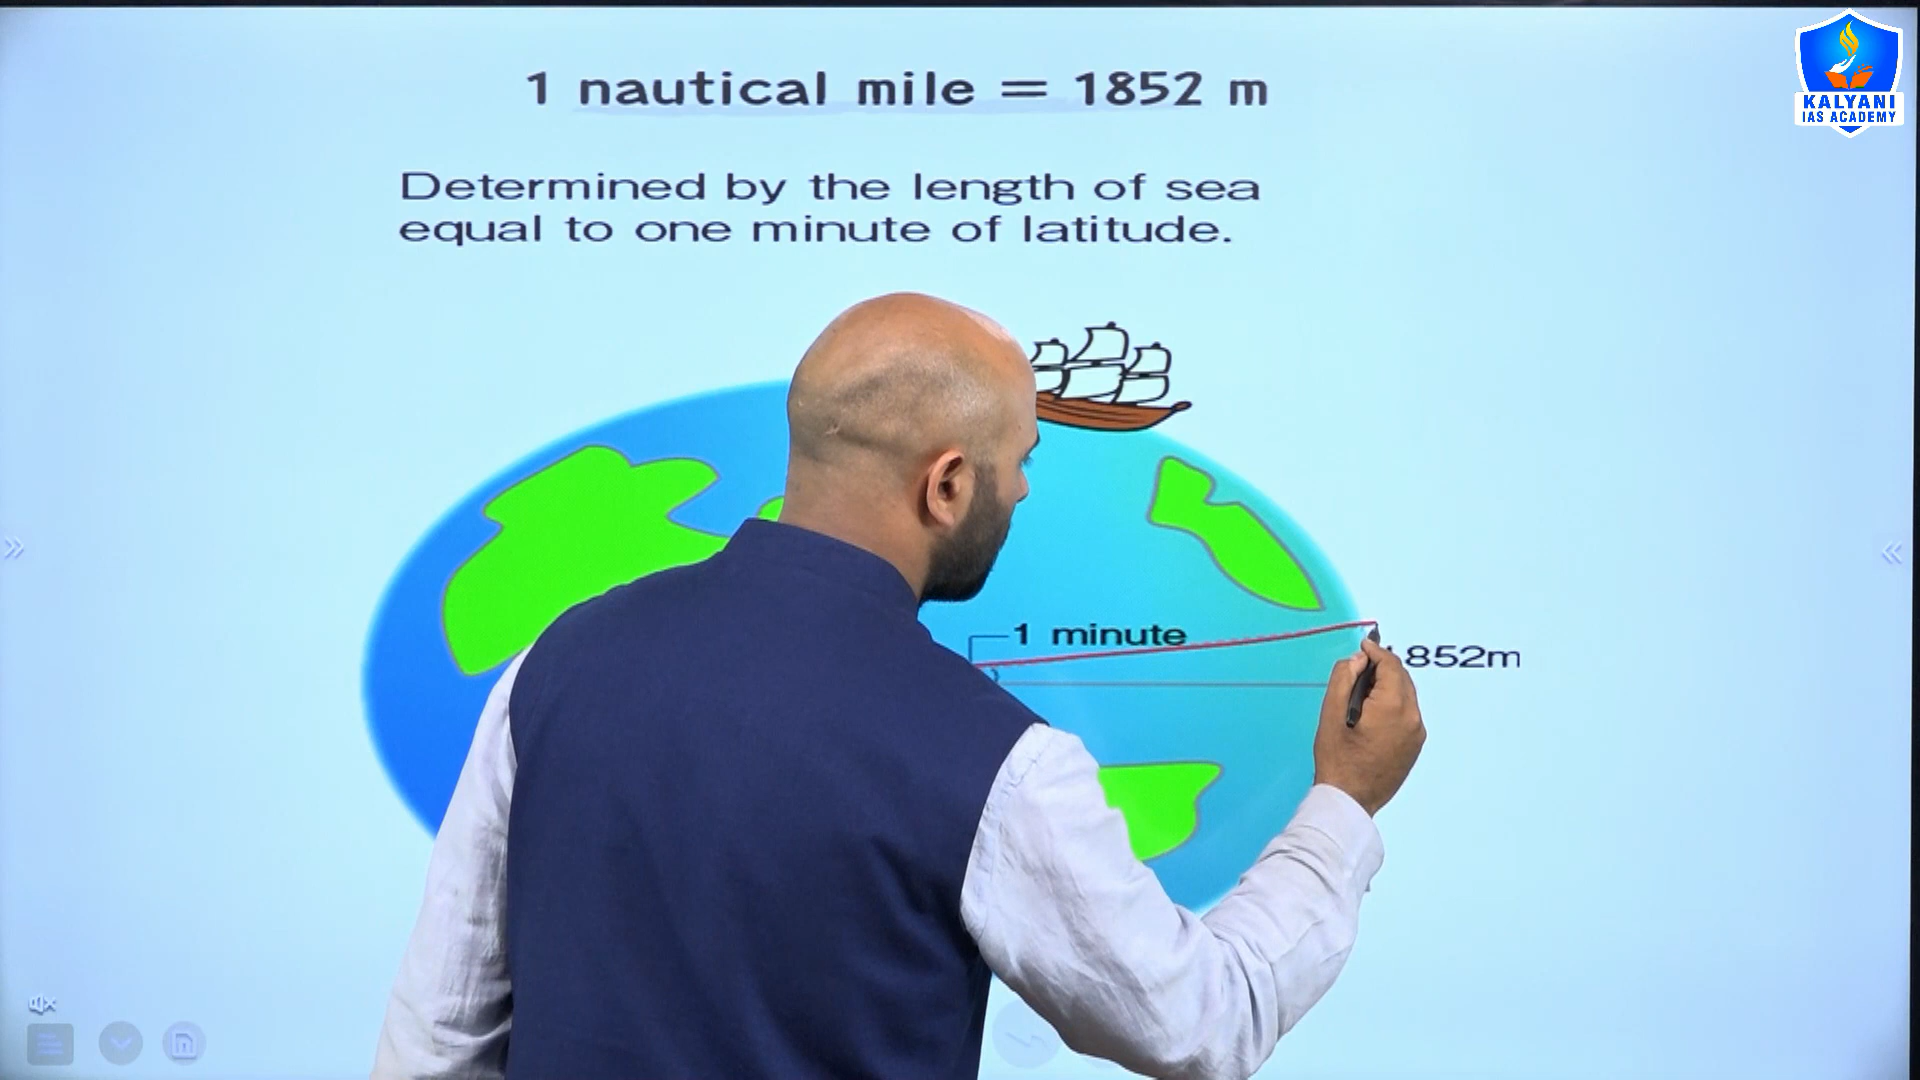 1 nautical mile = 1852 m
KALYANI
IAS ACADEMY
Determined by the length of sea
equal to one minute of latitude.
1 minute
852m